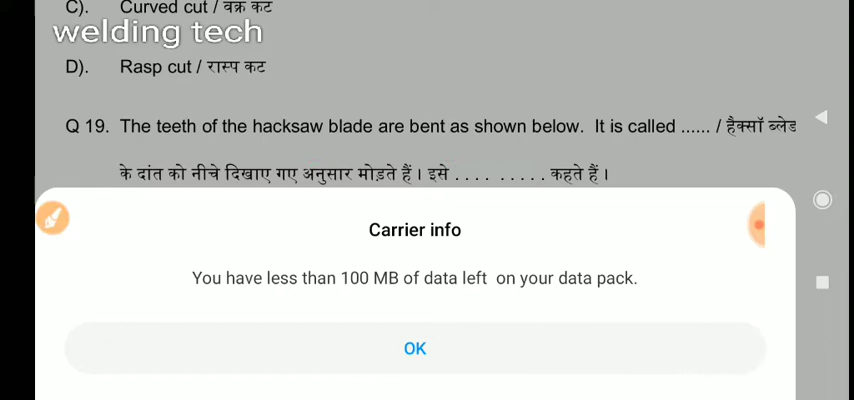 C). Curved cut / वक्र कट
welding tech
D). Rasp cut / रास्प कट
Q 19. The teeth of the hacksaw blade are bent as shown below. It is called ...... / हैक्सॉ ब्लेड
के दांत को नीचे दिखाए गए अनुसार मोड़ते हैं। इसे . . . . . . . . . कहते हैं।
Carrier info
You have less than 100 MB of data left on your data pack.
OK